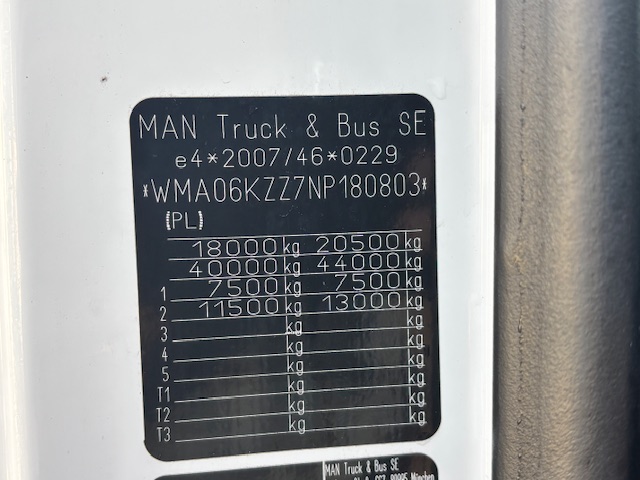 MAN Truck & Bus SE
e4*2007/46*0229
*WMA06KZZ7NP180803*
(PL)
18000 kg 20500 kg
40000 kg 44000 kg
1 7500 kg 7500 kg
2 11500 kg 13000 kg
3 kg kg
4 kg kg
5 kg kg
T1 kg kg
T2 kg kg
T3 kg kg
MAN Truck & Bus SE
80995 München